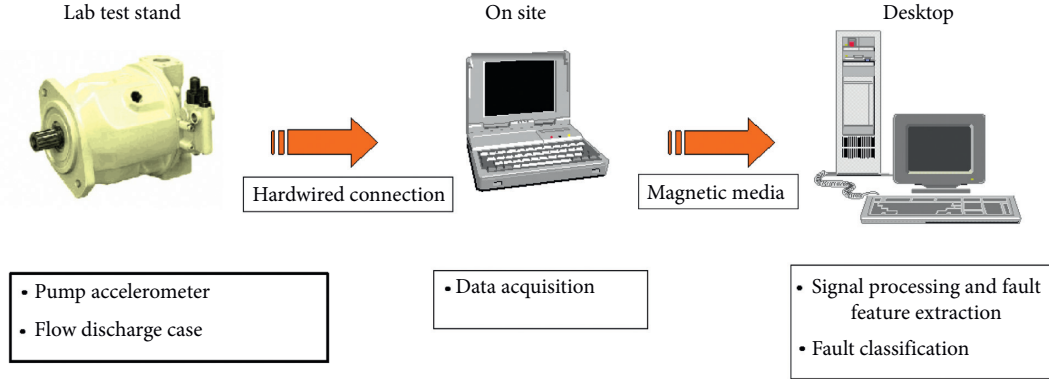 Lab test stand
On site
Desktop
Hardwired connection
Magnetic media
• Pump accelerometer
• Flow discharge case
• Data acquisition
• Signal processing and fault
feature extraction
• Fault classification